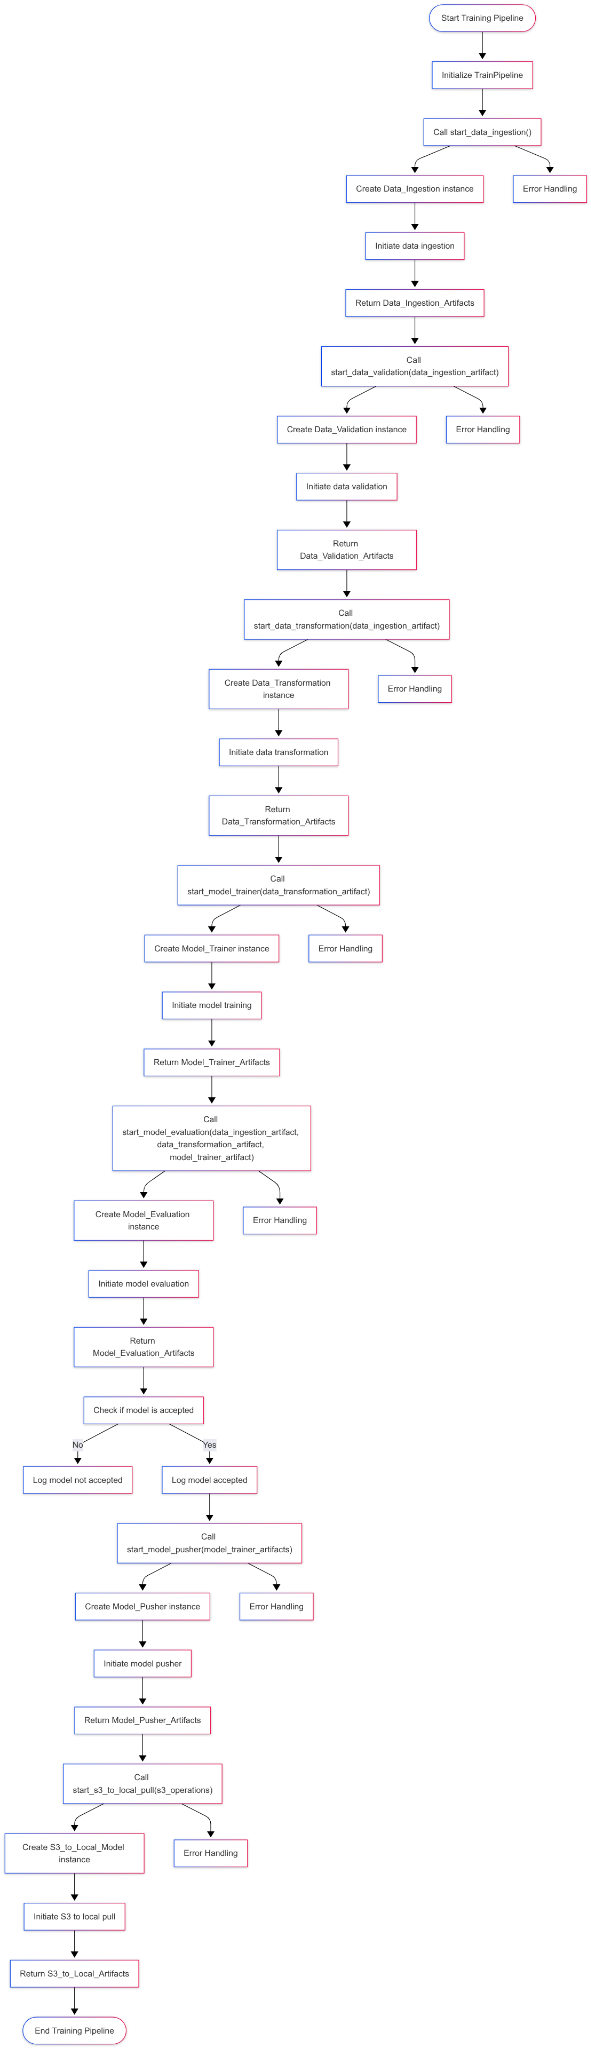 Start Training Pipeline
Initialize TrainPipeline
Call start_data_ingestion()
Create Data_Ingestion instance
Error Handling
Initiate data ingestion
Return Data_Ingestion_Artifacts
Call
start_data_validation(data_ingestion_artifact)
Create Data_Validation instance
Error Handling
Initiate data validation
Return
Data_Validation_Artifacts
Call
start_data_transformation(data_ingestion_artifact)
Create Data_Transformation
instance
Error Handling
Initiate data transformation
Return
Data_Transformation_Artifacts
Call
start_model_trainer(data_transformation_artifact)
Create Model_Trainer instance
Error Handling
Initiate model training
Return Model_Trainer_Artifacts
Call
start_model_evaluation(data_ingestion_artifact,
data_transformation_artifact,
model_trainer_artifact)
Create Model_Evaluation
instance
Error Handling
Initiate model evaluation
Return
Model_Evaluation_Artifacts
Check if model is accepted
No
Yes
Log model not accepted
Log model accepted
Call
start_model_pusher(model_trainer_artifacts)
Create Model_Pusher instance
Error Handling
Initiate model pusher
Return Model_Pusher_Artifacts
Call
start_s3_to_local_pull(s3_operations)
Create S3_to_Local_Model
instance
Error Handling
Initiate S3 to local pull
Return S3_to_Local_Artifacts
End Training Pipeline